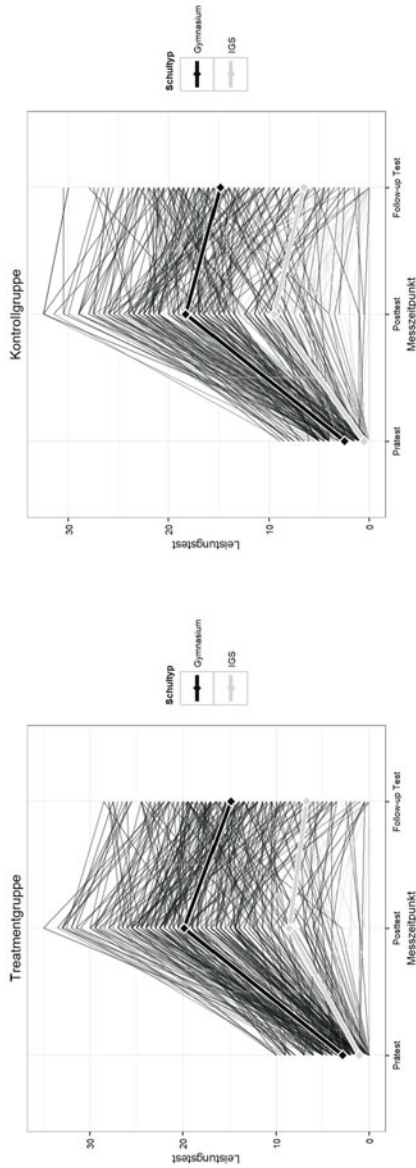 Treatmentgruppe
30
20
10
0
Leistungstest
Prätest
Posttest
Follow-up Test
Messzeitpunkt
Schultyp
Gymnasium
IGS
Kontrollgruppe
30
20
10
0
Leistungstest
Prätest
Posttest
Follow-up Test
Messzeitpunkt
Schultyp
Gymnasium
IGS